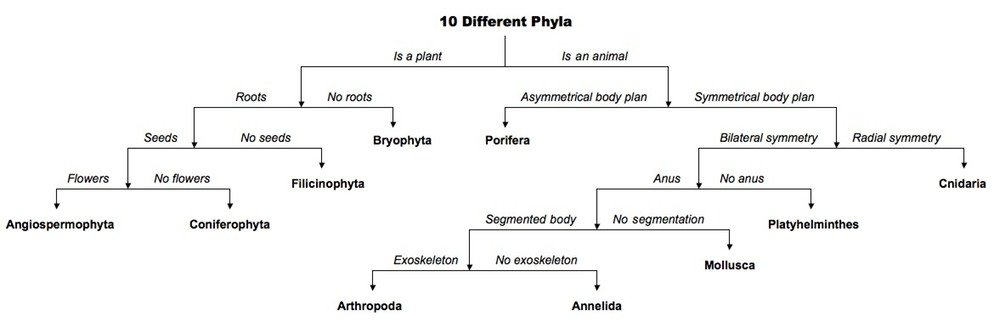 10 Different Phyla
Is a plant
Is an animal
Roots
No roots
Asymmetrical body plan
Symmetrical body plan
Seeds
No seeds
Bryophyta
Porifera
Bilateral symmetry
Radial symmetry
Flowers
No flowers
Filicinophyta
Anus
No anus
Cnidaria
Angiospermophyta
Coniferophyta
Segmented body
No segmentation
Platyhelminthes
Exoskeleton
No exoskeleton
Mollusca
Arthropoda
Annelida